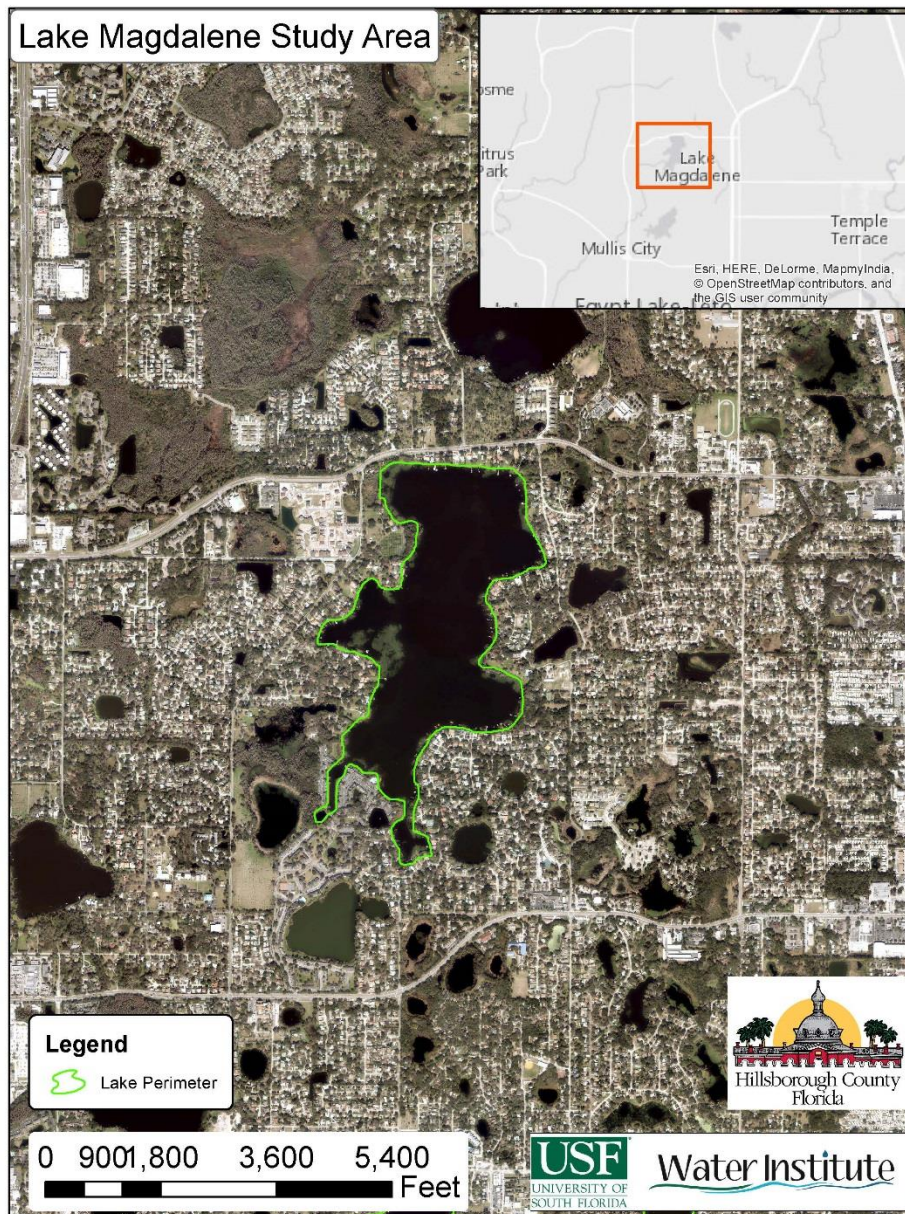 Lake Magdalene Study Area
osme
itrus
Park
Lake
Magdalene
Temple
Terrace
Mullis City
Esri, HERE, DeLorme, MapmyIndia,
© OpenStreetMap contributors, and
the GIS user community
Legend
Lake Perimeter
Hillsborough County
Florida
0 9001,800 3,600 5,400
Feet
USF
UNIVERSITY OF
SOUTH FLORIDA
Water Institute